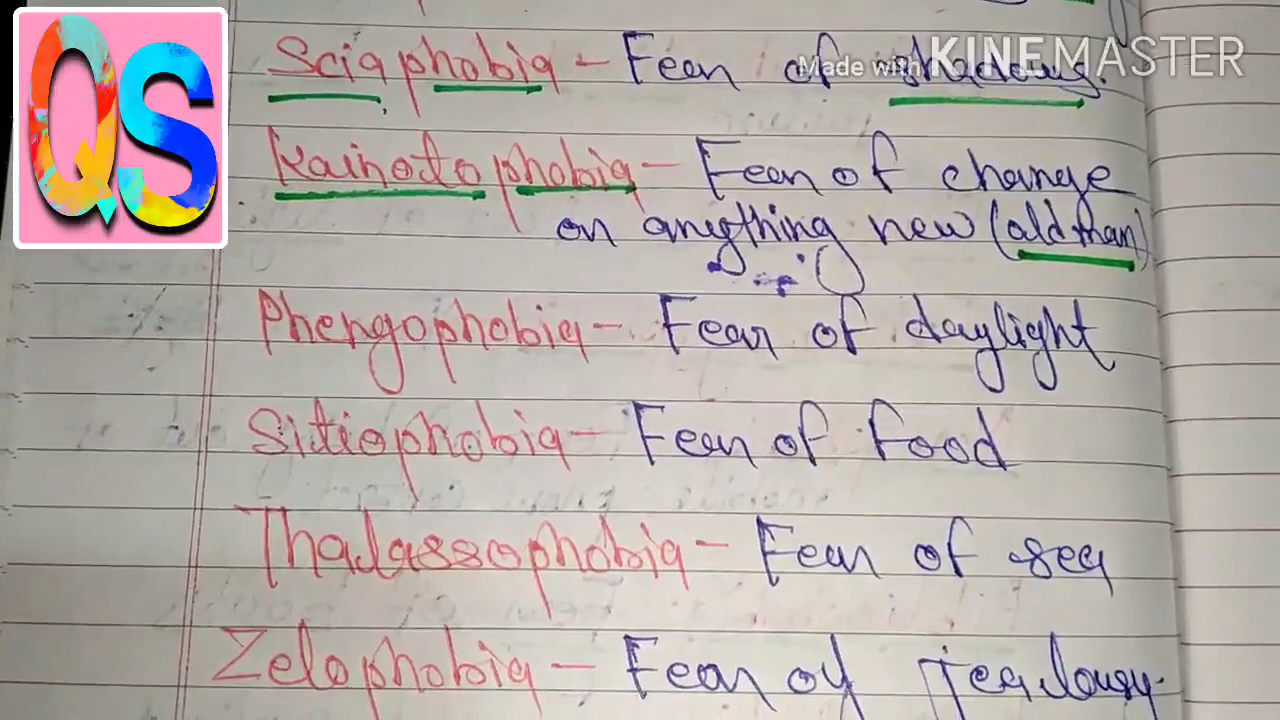 QS
Made with KINEMASTER
Sciaphobia - Fear of shadows.
Kainotophobia - Fear of change
or anything new (old man)
Phengophobia - Fear of daylight
Sitiophobia - Fear of food
Thalassophobia - Fear of sea
Zelophobia - Fear of jealousy.